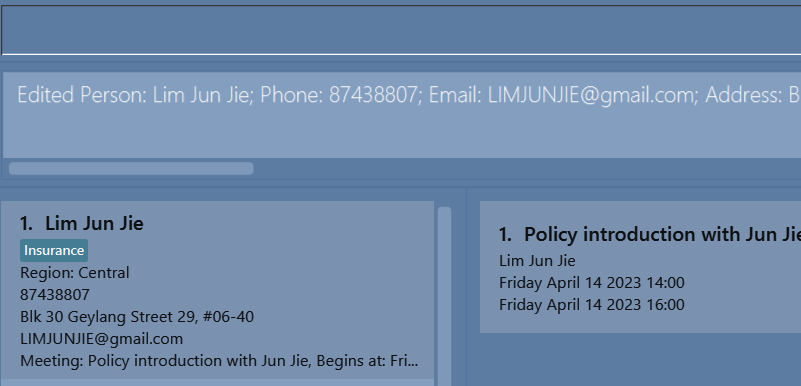 Edited Person: Lim Jun Jie; Phone: 87438807; Email: LIMJUNJIE@gmail.com; Address: B
1. Lim Jun Jie
Insurance
Region: Central
87438807
Blk 30 Geylang Street 29, #06-40
LIMJUNJIE@gmail.com
Meeting: Policy introduction with Jun Jie, Begins at: Fri...
1. Policy introduction with Jun Jie
Lim Jun Jie
Friday April 14 2023 14:00
Friday April 14 2023 16:00